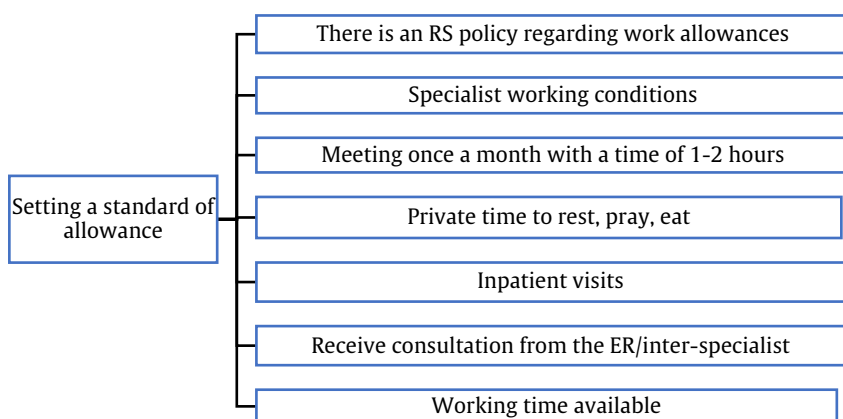 There is an RS policy regarding work allowances
Specialist working conditions
Meeting once a month with a time of 1-2 hours
Setting a standard of
allowance
Private time to rest, pray, eat
Inpatient visits
Receive consultation from the ER/inter-specialist
Working time available